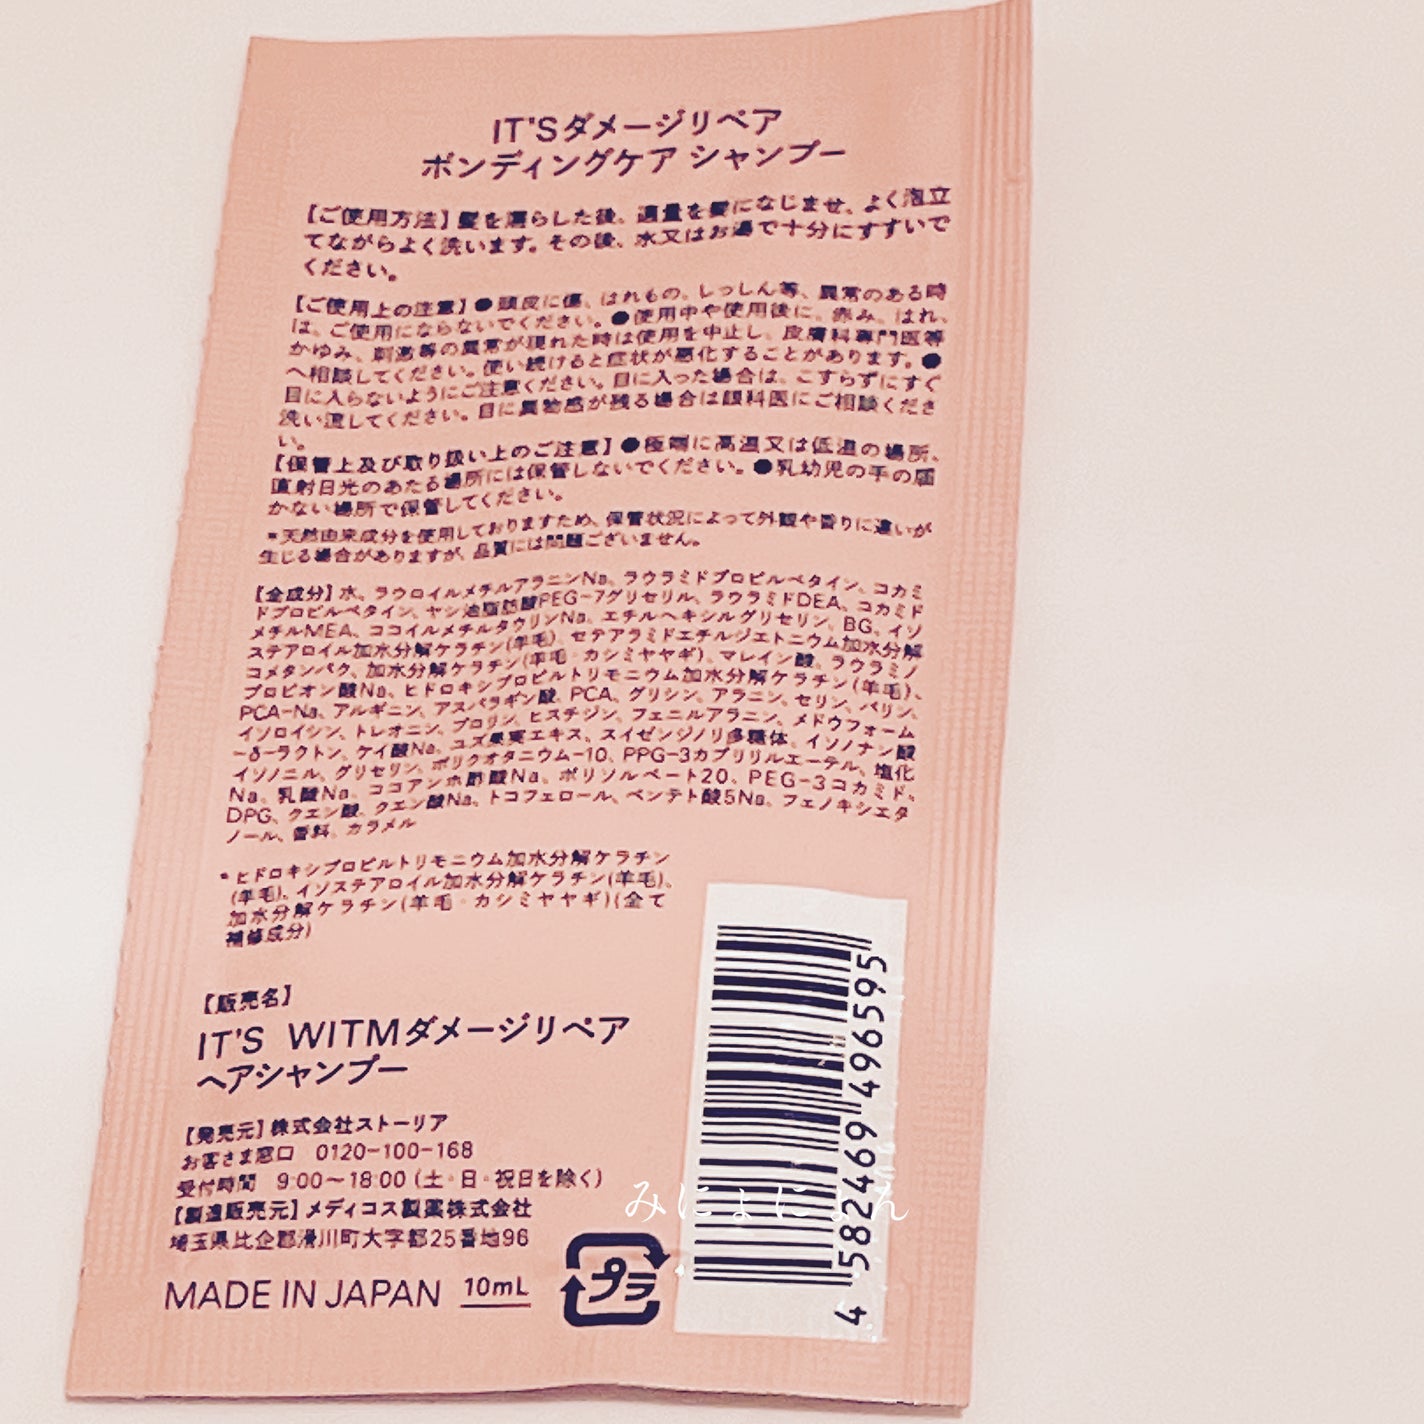 IT'Sダメージリペア
ボンディングケア シャンプー
【ご使用方法】髪を濡らした後、適量を髪になじませ、よく泡立
てながらよく洗います。その後、水又はお湯で十分にすすいで
ください。
【ご使用上の注意】●頭皮に傷、はれもの、しっしん等、異常のある時
は、ご使用にならないでください。●使用中や使用後に、赤み、はれ、
かゆみ、刺激等の異常が現れた時は使用を中止し、皮膚科専門医等
へ相談してください。使い続けると症状が悪化することがあります。●
目に入らないようにご注意ください。目に入った場合は、こすらずにすぐ
洗い流してください。目に異物感が残る場合は眼科医にご相談くださ
い。
【保管上及び取り扱い上のご注意】●極端に高温又は低温の場所、
直射日光のあたる場所には保管しないでください。●乳幼児の手の届
かない場所で保管してください。
*天然由来成分を使用しておりますため、保管状況によって外観や香りに違いが
生じる場合がありますが、品質には問題ございません。
【全成分】水、ラウロイルメチルアラニンNa、ラウラミドプロピルベタイン、コカミ
ドプロピルベタイン、ヤシ油脂肪酸PEG-7グリセリル、ラウラミドDEA、コカミド
メチルMEA、ココイルメチルタウリンNa、エチルヘキシルグリセリン、BG、イソ
ステアロイル加水分解ケラチン(羊毛)、セテアラミドエチルジエトニウム加水分解
コメタンパク、加水分解ケラチン(羊毛・カシミヤヤギ)、マレイン酸、ラウラミノ
プロピオン酸Na、ヒドロキシプロピルトリモニウム加水分解ケラチン(羊毛)、
PCA-Na、アルギニン、アスパラギン酸、PCA、グリシン、アラニン、セリン、バリン、
イソロイシン、トレオニン、プロリン、ヒスチジン、フェニルアラニン、メドウフォーム
-δ-ラクトン、ケイ酸Na、ユズ果実エキス、スイゼンジノリ多糖体、イソノナン酸
イソノニル、グリセリン、ポリクオタニウム-10、PPG-3カプリリルエーテル、塩化
Na、乳酸Na、ココアンホ酢酸Na、ポリソルベート20、PEG-3コカミド、
DPG、クエン酸、クエン酸Na、トコフェロール、ペンテト酸5Na、フェノキシエタ
ノール、香料、カラメル
*ヒドロキシプロピルトリモニウム加水分解ケラチン
(羊毛)、イソステアロイル加水分解ケラチン(羊毛)、
加水分解ケラチン(羊毛・カシミヤヤギ)(全て
補修成分)
【販売名】
IT'S WITMダメージリペア
ヘアシャンプー
【発売元】株式会社ストーリア
お客さま窓口 0120-100-168
受付時間 9:00～18:00(土・日・祝日を除く)
【製造販売元】メディコス製薬株式会社
埼玉県比企郡滑川町大字都25番地96
MADE IN JAPAN 10mL
プラ
4 582469 496595
みにょにょん